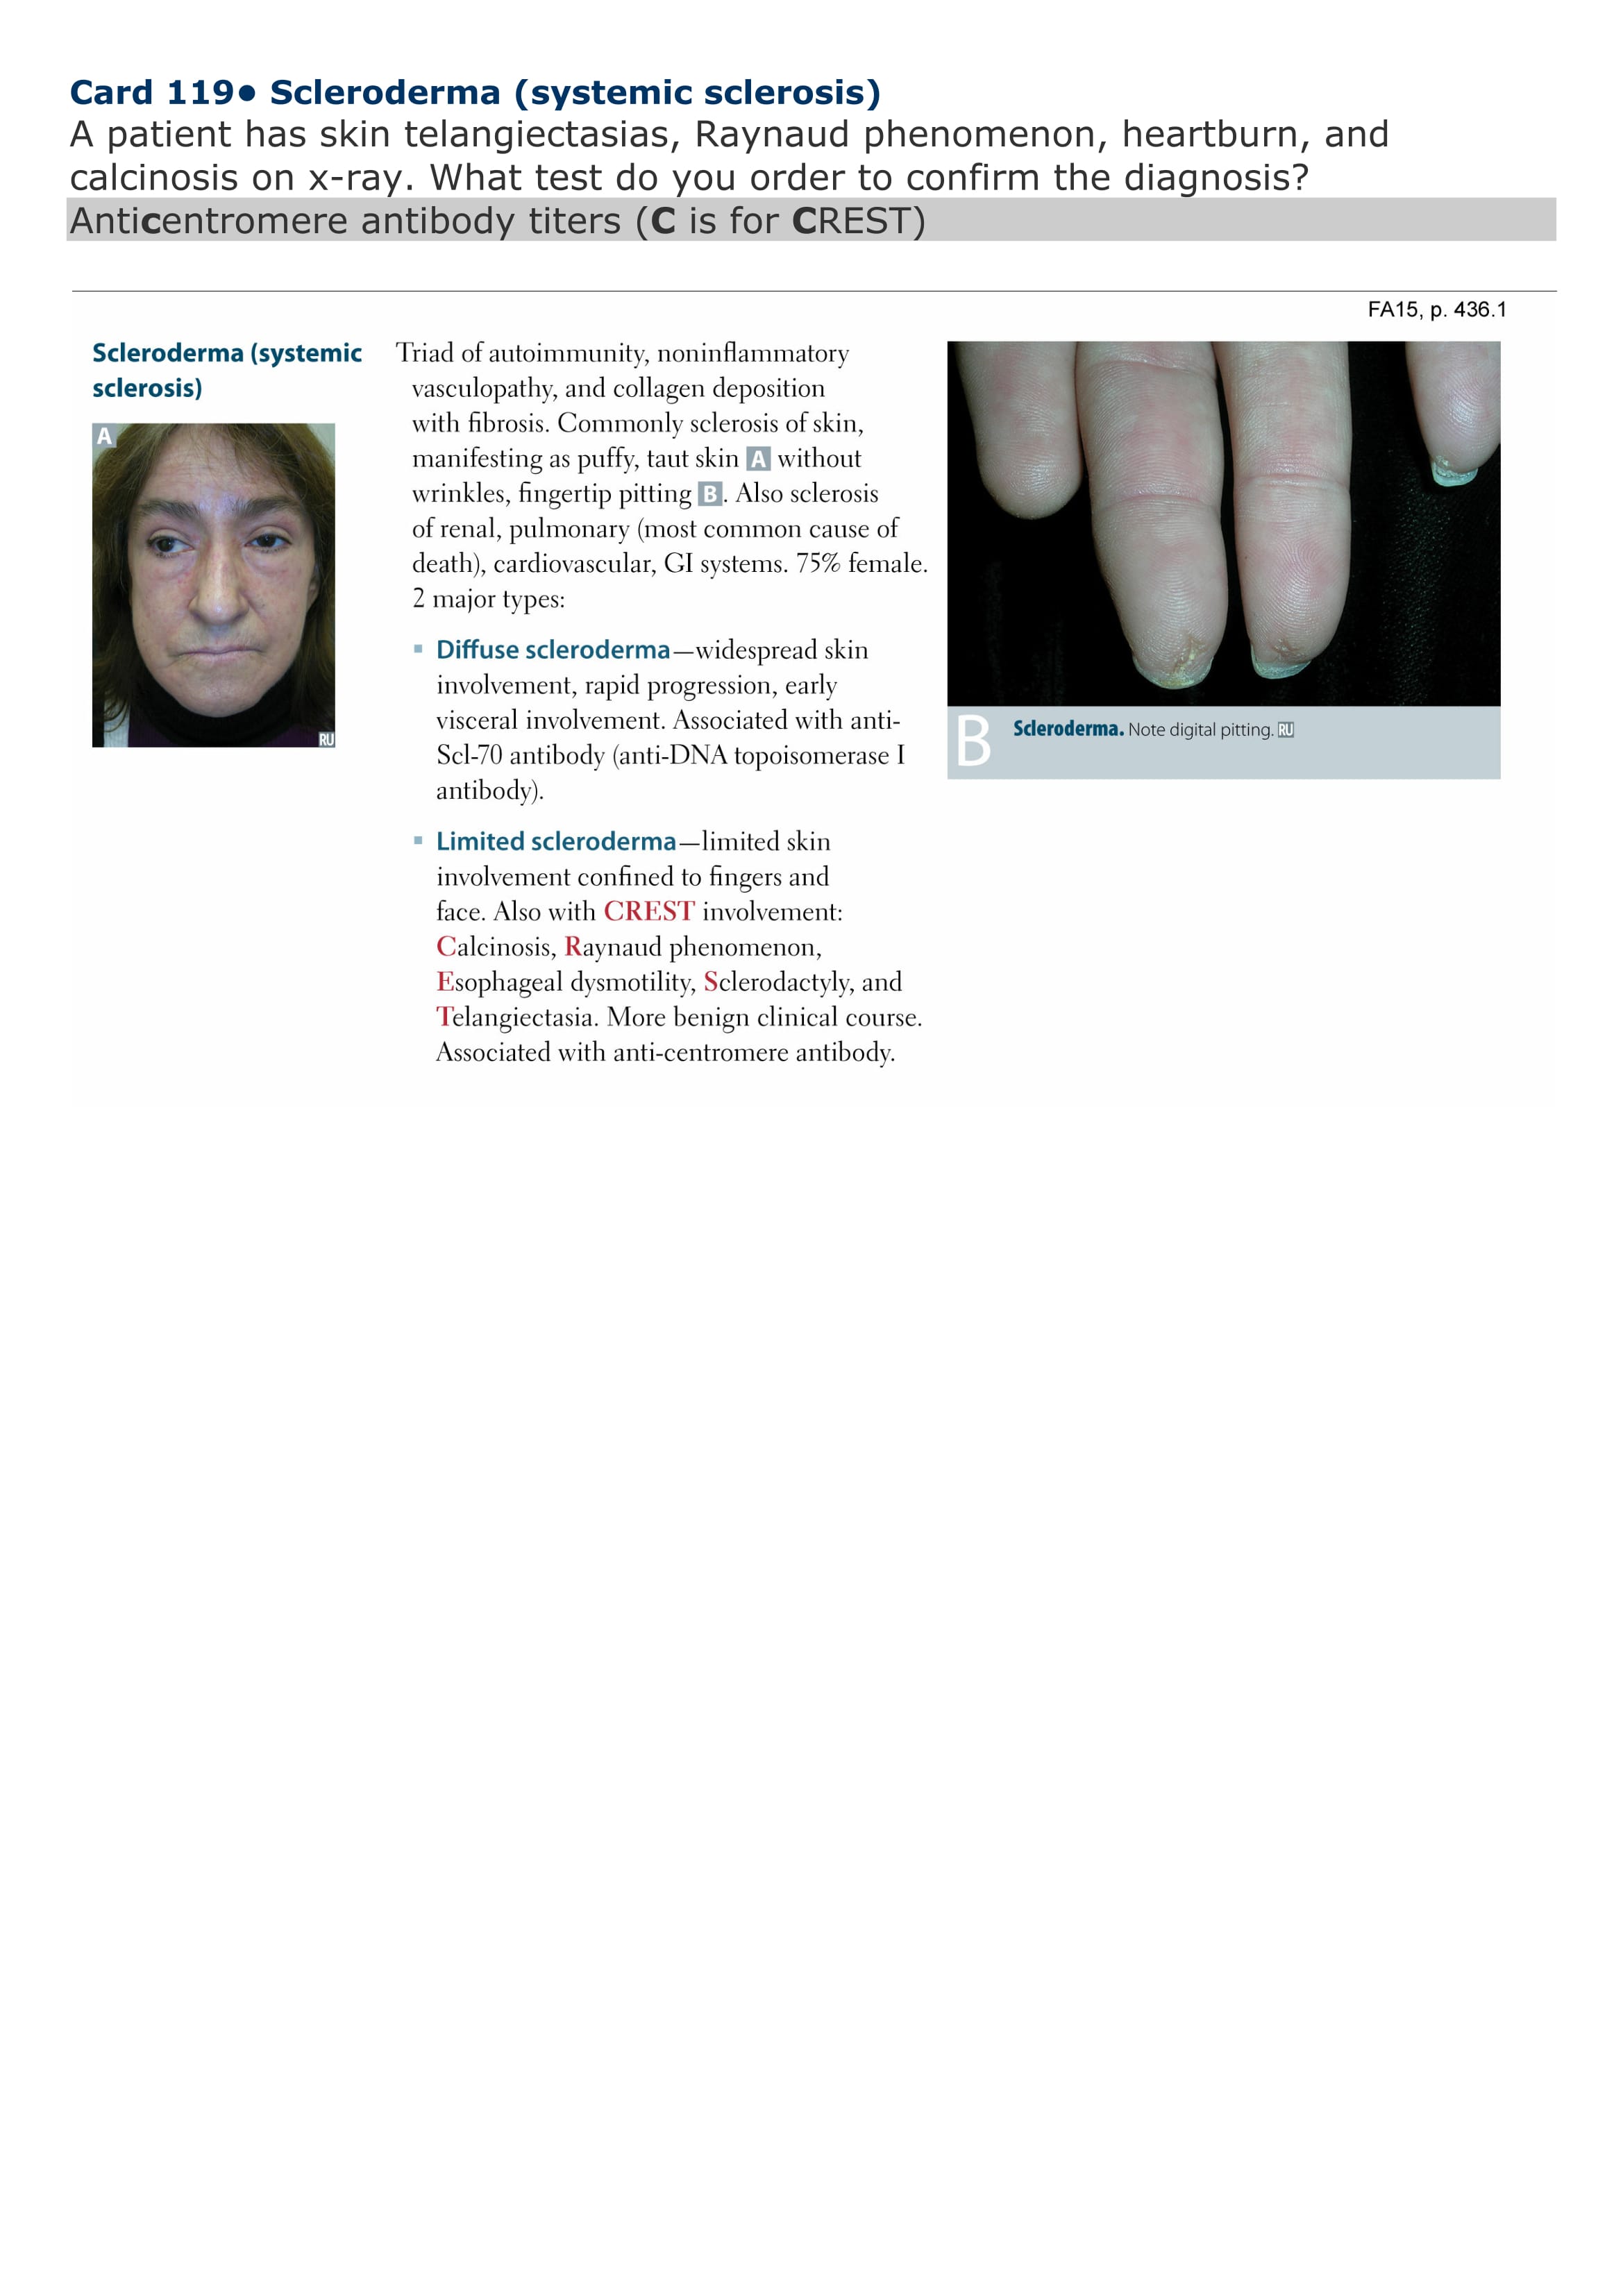 Card 119• Scleroderma (systemic sclerosis)
A patient has skin telangiectasias, Raynaud phenomenon, heartburn, and
calcinosis on x-ray. What test do you order to confirm the diagnosis?
Anticentromere antibody titers (C is for CREST)
FA15, p. 436.1
Scleroderma (systemic
sclerosis)
A
RU
Triad of autoimmunity, noninflammatory
vasculopathy, and collagen deposition
with fibrosis. Commonly sclerosis of skin,
manifesting as puffy, taut skin A without
wrinkles, fingertip pitting B. Also sclerosis
of renal, pulmonary (most common cause of
death), cardiovascular, GI systems. 75% female.
2 major types:
▪ Diffuse scleroderma—widespread skin
involvement, rapid progression, early
visceral involvement. Associated with anti-
Scl-70 antibody (anti-DNA topoisomerase I
antibody).
▪ Limited scleroderma—limited skin
involvement confined to fingers and
face. Also with CREST involvement:
Calcinosis, Raynaud phenomenon,
Esophageal dysmotility, Sclerodactyly, and
Telangiectasia. More benign clinical course.
Associated with anti-centromere antibody.
B Scleroderma. Note digital pitting. RU